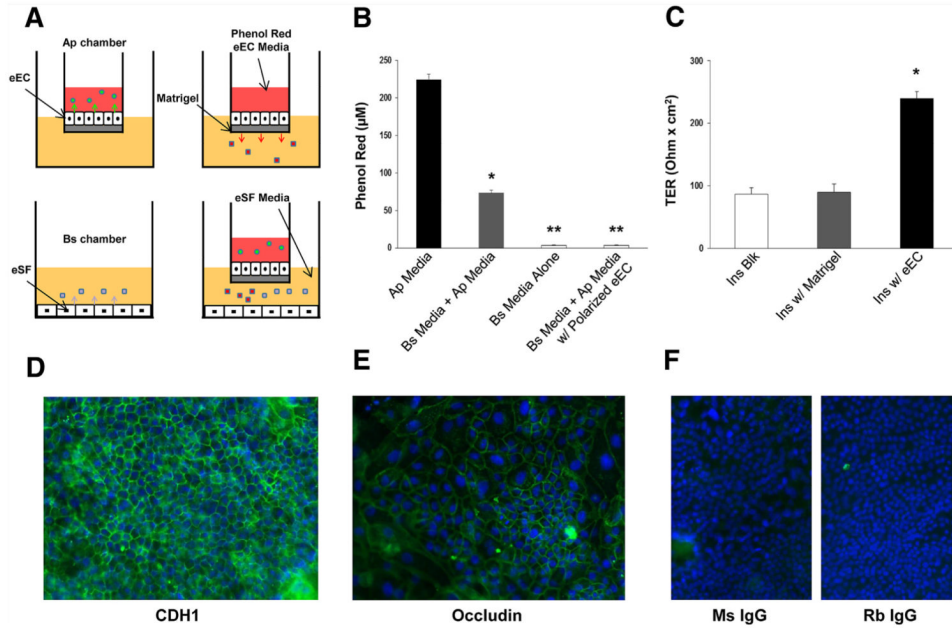 A
Ap chamber
eEC
Phenol Red
eEC Media
Matrigel
Bs chamber
eSF
eSF Media
B
Phenol Red (μM)
250
200
150
100
50
0
*
**
**
Ap Media
Bs Media + Ap Media
Bs Media Alone
Bs Media + Ap Media
w/ Polarized eEC
C
TER (Ohm x cm²)
300
200
100
0
*
Ins Blk
Ins w/ Matrigel
Ins w/ eEC
D
CDH1
E
Occludin
F
Ms IgG
Rb IgG